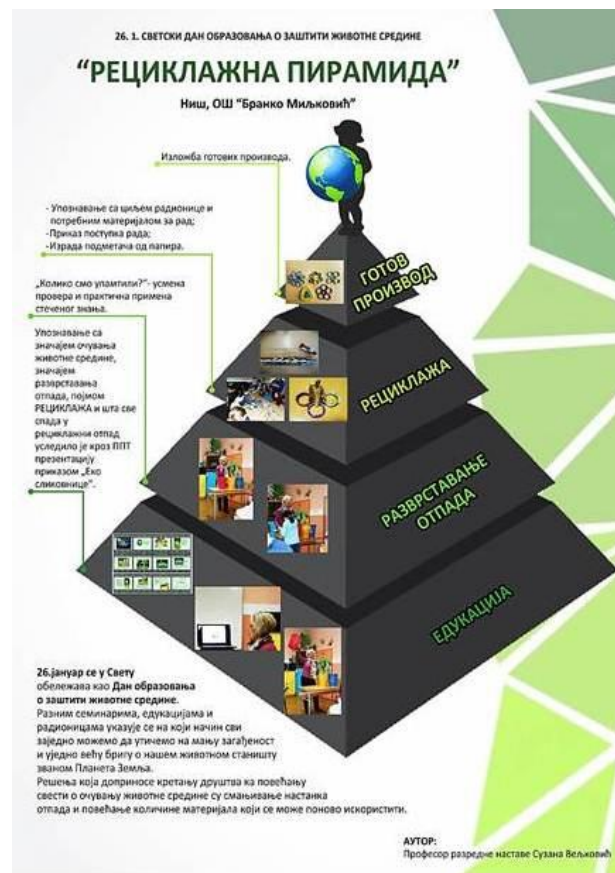 26. 1. СВЕТСКИ ДАН ОБРАЗОВАЊА О ЗАШТИТИ ЖИВОТНЕ СРЕДИНЕ
“РЕЦИКЛАЖНА ПИРАМИДА”
Ниш, ОШ “Бранко Миљковић”
Изложба готових производа.
- Упознавање са циљем радионице и
потребним материјалом за рад;
-Приказ поступка рада;
-Израда подметача од папира.
„Колико смо упамтили?”- усмена
провера и практична примена
стеченог знања.
Упознавање са
значајем очувања
животне средине,
значајем
разврставања
отпада, појмом
РЕЦИКЛАЖА и шта све
спада у
рециклажни отпад
уследило је кроз ППТ
презентацију
приказом „Еко
сликовнице”.
ГОТОВ
ПРОИЗВОД
РЕЦИКЛАЖА
РАЗВРСТАВАЊЕ
ОТПАДА
ЕДУКАЦИЈА
26.јануар се у Свету
обележава као Дан образовања
о заштити животне средине.
Разним семинарима, едукацијама и
радионицама указује се на који начин сви
заједно можемо да утичемо на мању загађеност
и уједно већу бригу о нашем животном станишту
званом Планета Земља.
Решења која доприносе кретању друштва ка повећању
свести о очувању животне средине су смањивање настанка
отпада и повећање количине материјала који се може поново искористити.
АУТОР:
Професор разредне наставе Сузана Вељковић